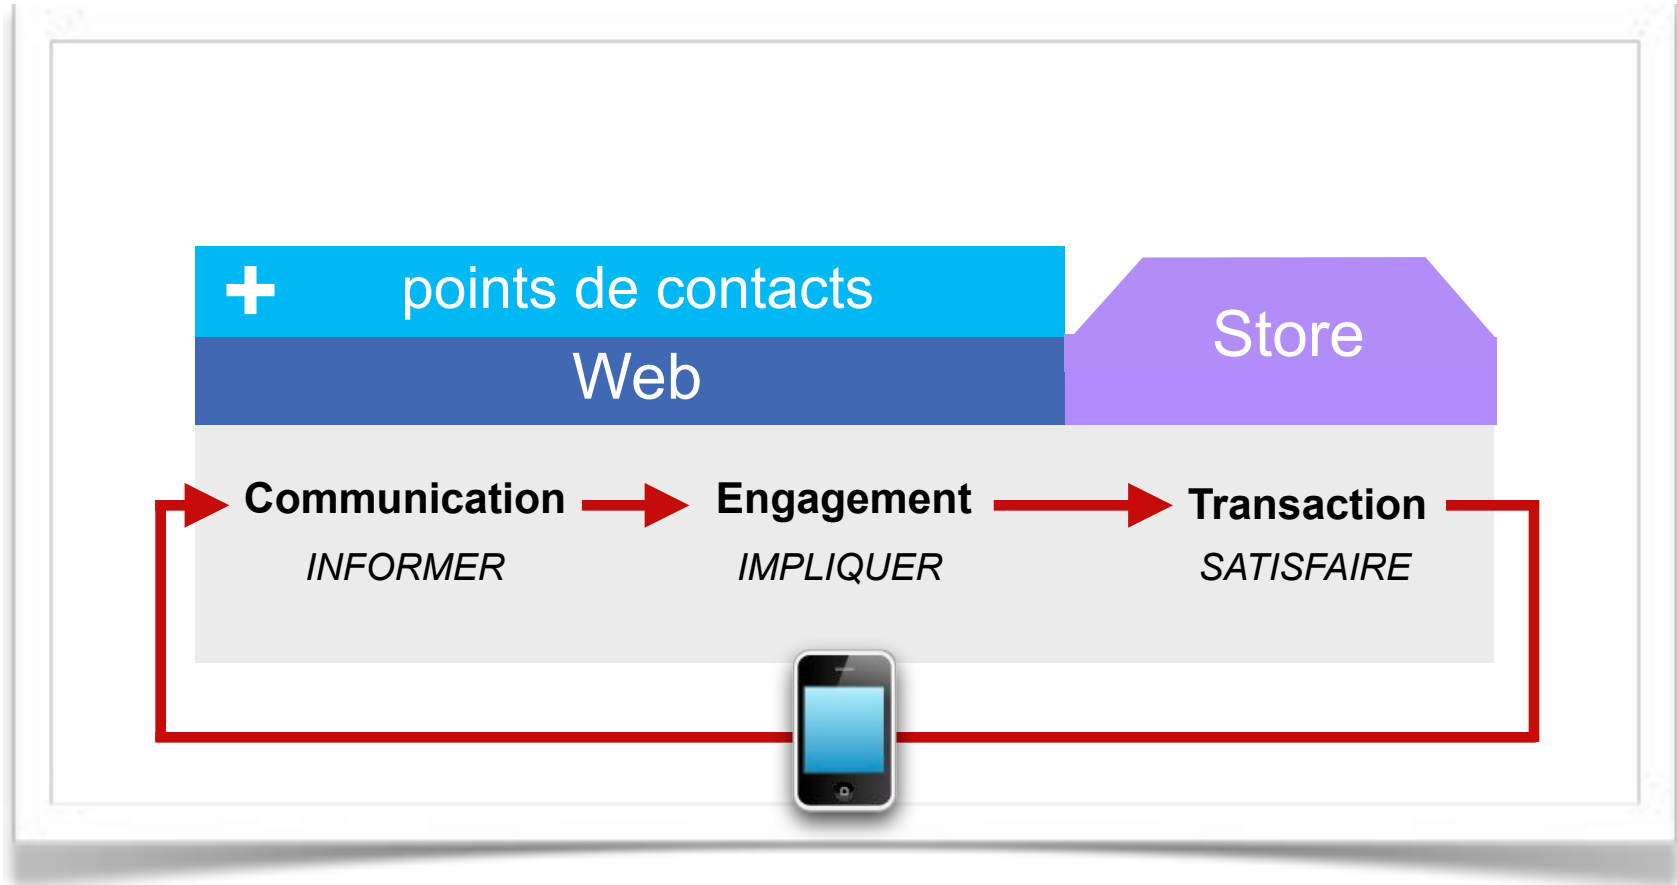 + points de contacts
Web
Store
Communication
Engagement
Transaction
INFORMER
IMPLIQUER
SATISFAIRE